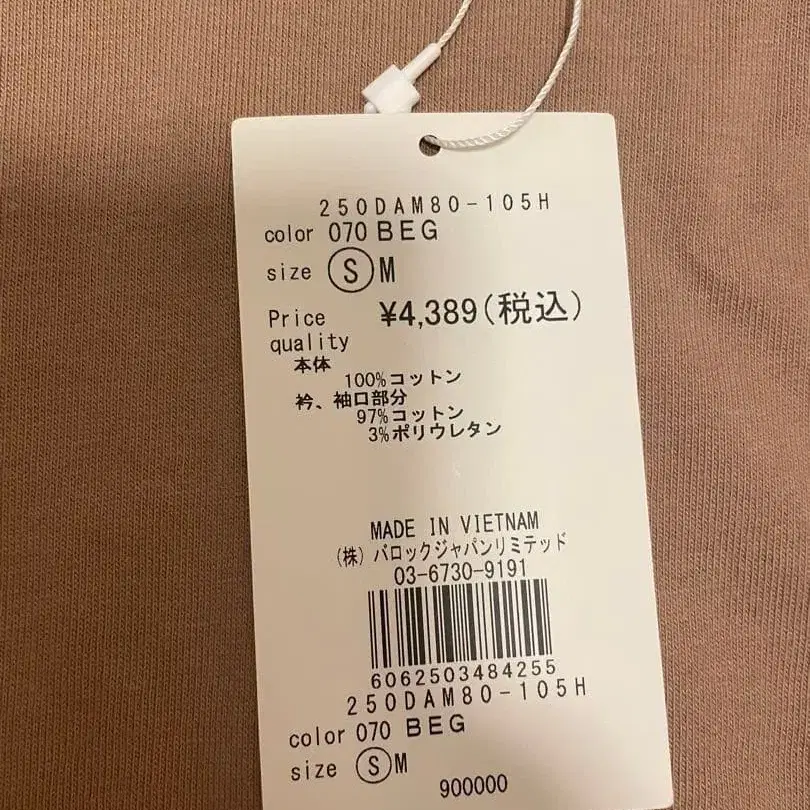 250DAM80-105H
color 070 BEG
size S M
Price ¥4,389(税込)
quality
本体
100%コットン
衿、袖口部分
97%コットン
3%ポリウレタン
MADE IN VIETNAM
(株) バロックジャパンリミテッド
03-6730-9191
6062503484255
250DAM80-105H
color 070 BEG
size S M
900000